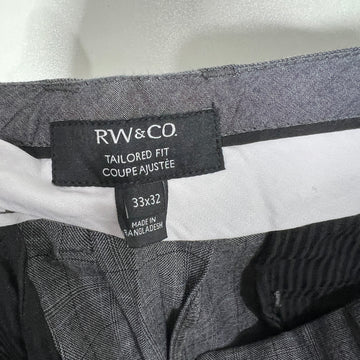 RW&CO.
TAILORED FIT
COUPE AJUSTÉE
33x32
MADE IN
BANGLADESH